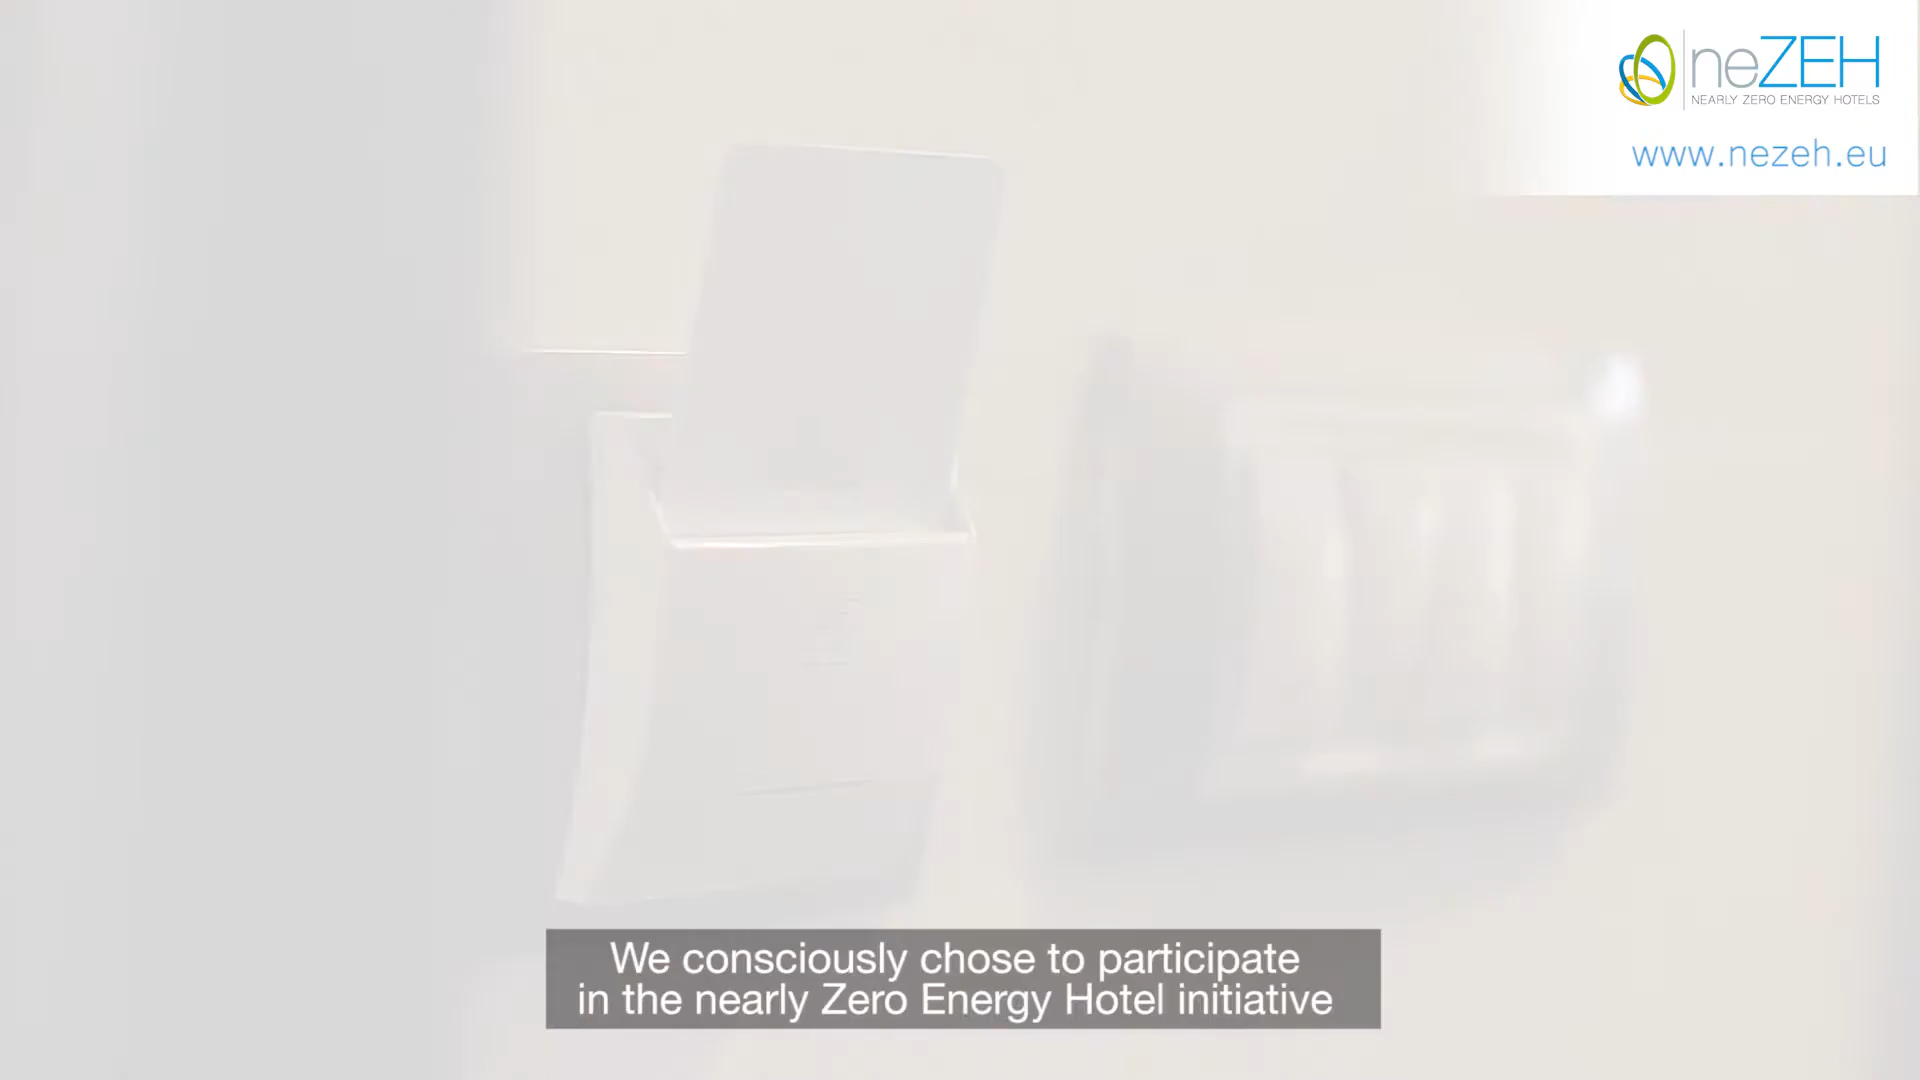 neZEH
NEARLY ZERO ENERGY HOTELS
www.nezeh.eu
We consciously chose to participate
in the nearly Zero Energy Hotel initiative